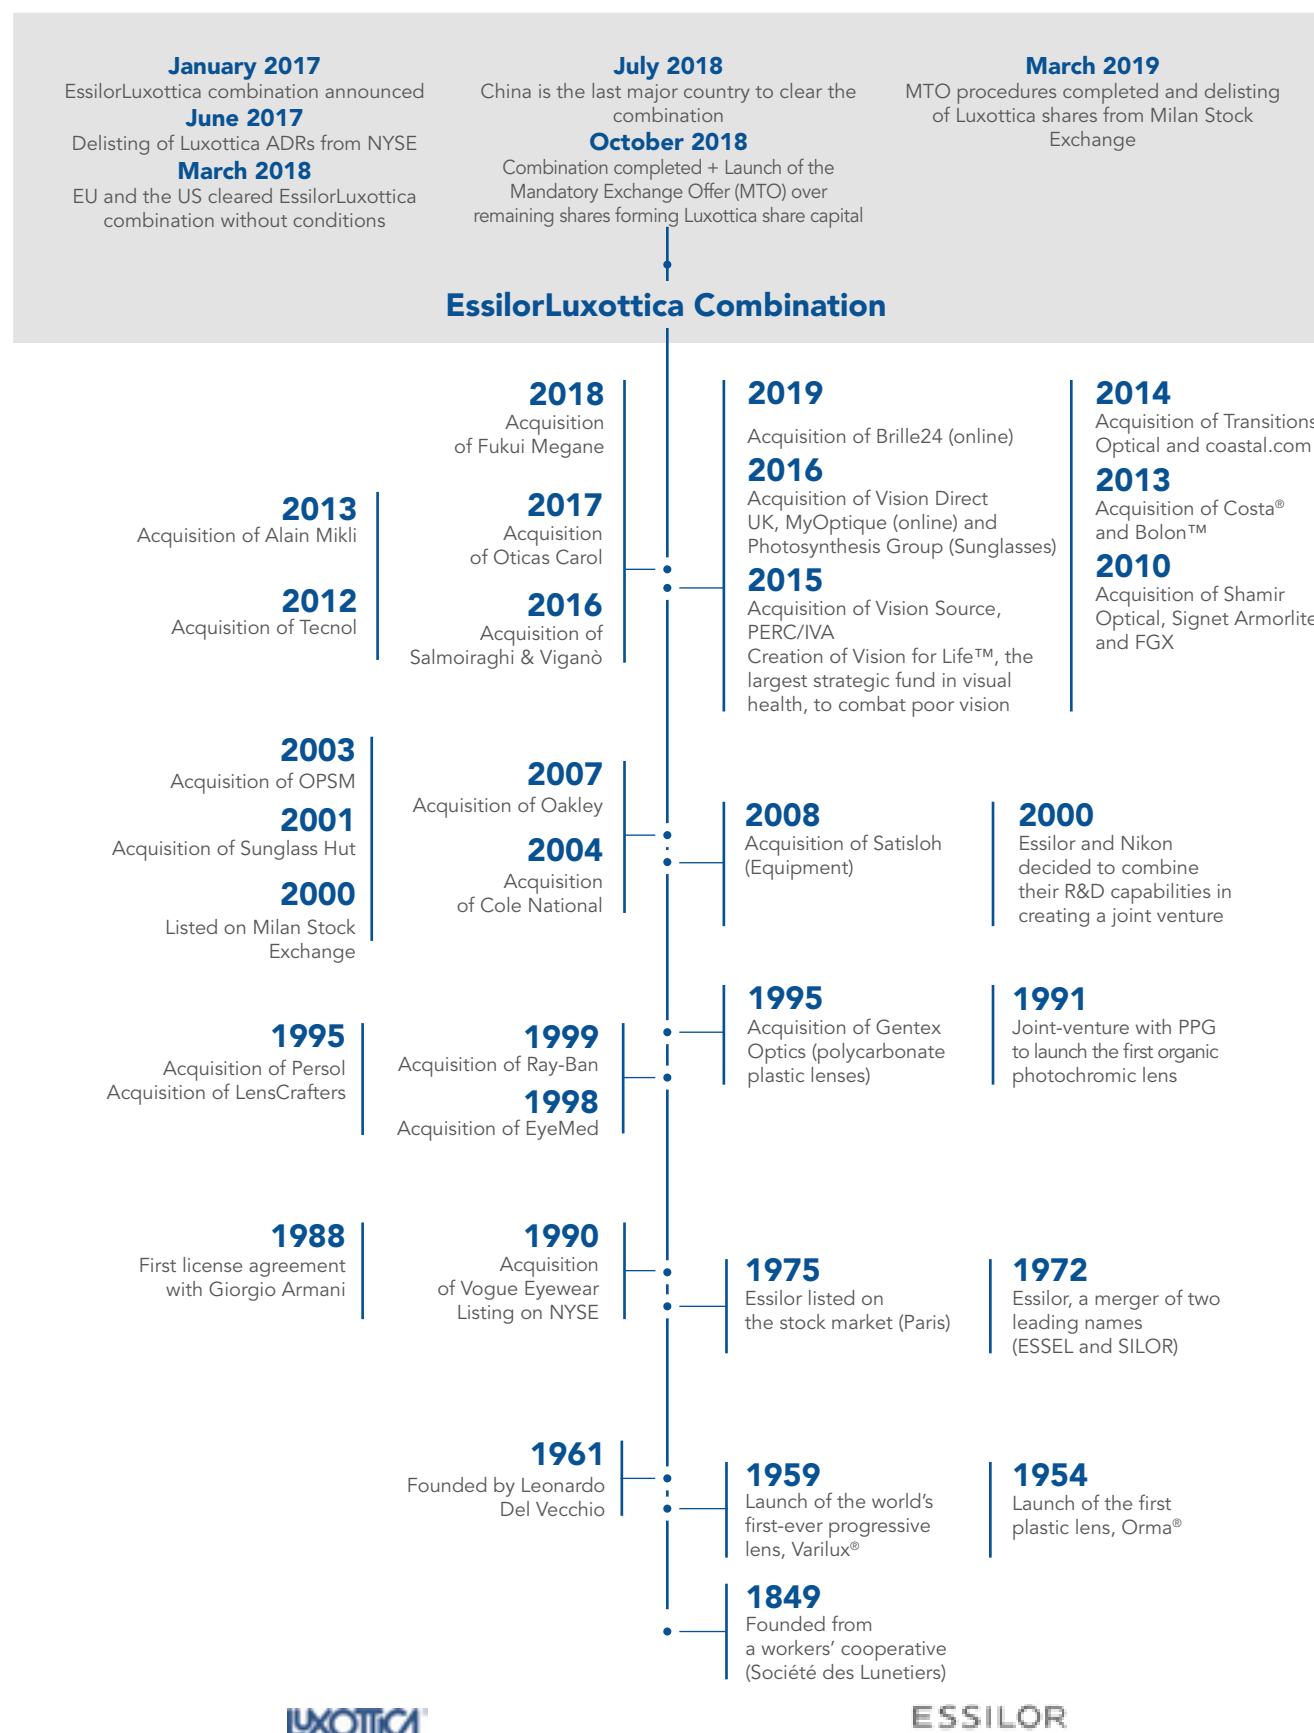 January 2017
EssilorLuxottica combination announced
June 2017
Delisting of Luxottica ADRs from NYSE
March 2018
EU and the US cleared EssilorLuxottica
combination without conditions
July 2018
China is the last major country to clear the
combination
October 2018
Combination completed + Launch of the
Mandatory Exchange Offer (MTO) over
remaining shares forming Luxottica share capital
March 2019
MTO procedures completed and delisting
of Luxottica shares from Milan Stock
Exchange
EssilorLuxottica Combination
2013
Acquisition of Alain Mikli
2012
Acquisition of Tecnol
2018
Acquisition
of Fukui Megane
2017
Acquisition
of Oticas Carol
2016
Acquisition of
Salmoiraghi & Viganò
2019
Acquisition of Brille24 (online)
2016
Acquisition of Vision Direct
UK, MyOptique (online) and
Photosynthesis Group (Sunglasses)
2015
Acquisition of Vision Source,
PERC/IVA
Creation of Vision for Life™, the
largest strategic fund in visual
health, to combat poor vision
2014
Acquisition of Transitions
Optical and coastal.com
2013
Acquisition of Costa®
and Bolon™
2010
Acquisition of Shamir
Optical, Signet Armorlite
and FGX
2003
Acquisition of OPSM
2001
Acquisition of Sunglass Hut
2000
Listed on Milan Stock
Exchange
2007
Acquisition of Oakley
2004
Acquisition
of Cole National
2008
Acquisition of Satisloh
(Equipment)
2000
Essilor and Nikon
decided to combine
their R&D capabilities in
creating a joint venture
1995
Acquisition of Persol
Acquisition of LensCrafters
1999
Acquisition of Ray-Ban
1998
Acquisition of EyeMed
1995
Acquisition of Gentex
Optics (polycarbonate
plastic lenses)
1991
Joint-venture with PPG
to launch the first organic
photochromic lens
1988
First license agreement
with Giorgio Armani
1990
Acquisition
of Vogue Eyewear
Listing on NYSE
1975
Essilor listed on
the stock market (Paris)
1972
Essilor, a merger of two
leading names
(ESSEL and SILOR)
1961
Founded by Leonardo
Del Vecchio
1959
Launch of the world's
first-ever progressive
lens, Varilux®
1954
Launch of the first
plastic lens, Orma®
1849
Founded from
a workers' cooperative
(Société des Lunetiers)
LUXOTTICA
ESSILOR